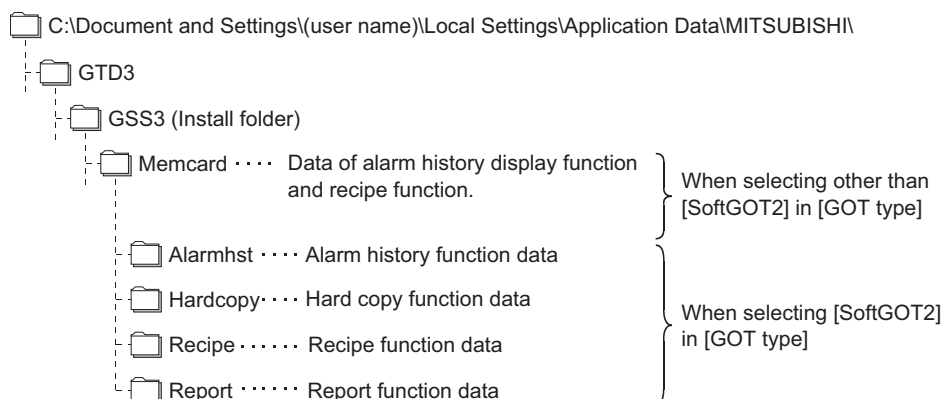 C:\Document and Settings\(user name)\Local Settings\Application Data\MITSUBISHI\
GTD3
GSS3 (Install folder)
Memcard ···· Data of alarm history display function
and recipe function.
When selecting other than
[SoftGOT2] in [GOT type]
Alarmhst ···· Alarm history function data
Hardcopy···· Hard copy function data
Recipe ······ Recipe function data
Report ······ Report function data
When selecting [SoftGOT2]
in [GOT type]